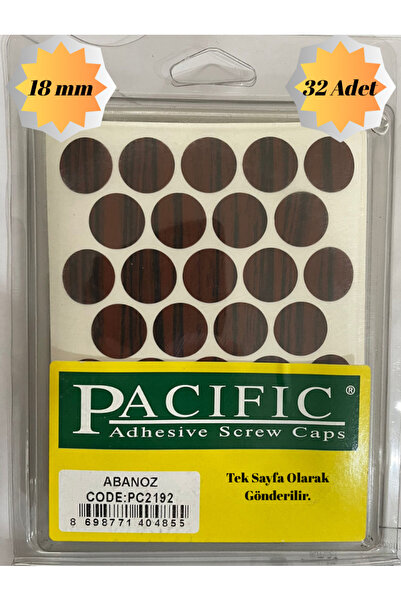 18 mm
32 Adet
PACIFIC®
Adhesive Screw Caps
ABANOZ
CODE:PC2192
8 698771 404855
Tek Sayfa Olarak
Gönderilir.